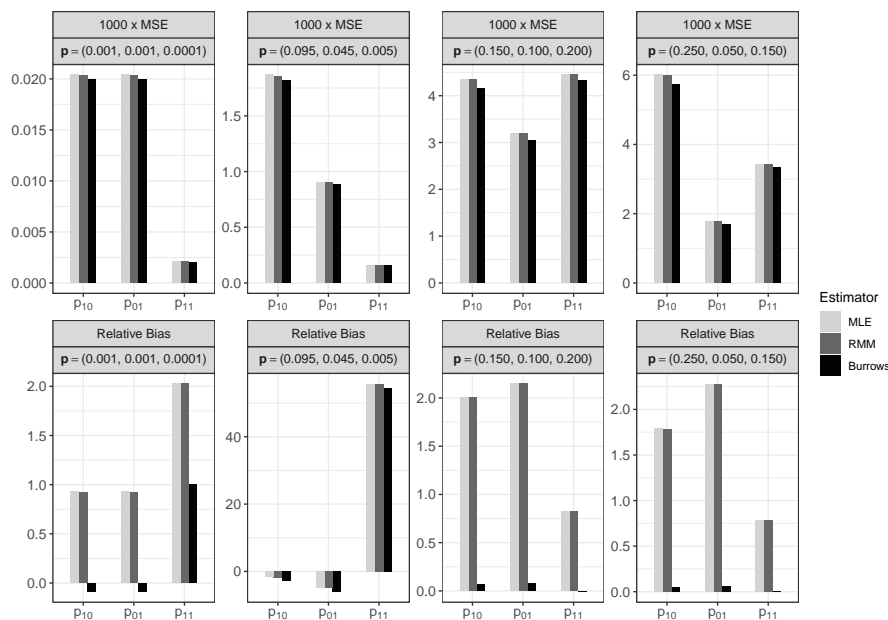 1000 x MSE
1000 x MSE
1000 x MSE
1000 x MSE
p = (0.001, 0.001, 0.0001)
p = (0.095, 0.045, 0.005)
p = (0.150, 0.100, 0.200)
p = (0.250, 0.050, 0.150)
0.020
0.015
0.010
0.005
0.000
1.5
1.0
0.5
0.0
4
3
2
1
0
6
4
2
0
p₁₀ p₀₁ p₁₁
p₁₀ p₀₁ p₁₁
p₁₀ p₀₁ p₁₁
p₁₀ p₀₁ p₁₁
Relative Bias
Relative Bias
Relative Bias
Relative Bias
p = (0.001, 0.001, 0.0001)
p = (0.095, 0.045, 0.005)
p = (0.150, 0.100, 0.200)
p = (0.250, 0.050, 0.150)
2.0
1.5
1.0
0.5
0.0
40
20
0
2.0
1.5
1.0
0.5
0.0
2.0
1.5
1.0
0.5
0.0
p₁₀ p₀₁ p₁₁
p₁₀ p₀₁ p₁₁
p₁₀ p₀₁ p₁₁
p₁₀ p₀₁ p₁₁
Estimator
MLE
RMM
Burrows